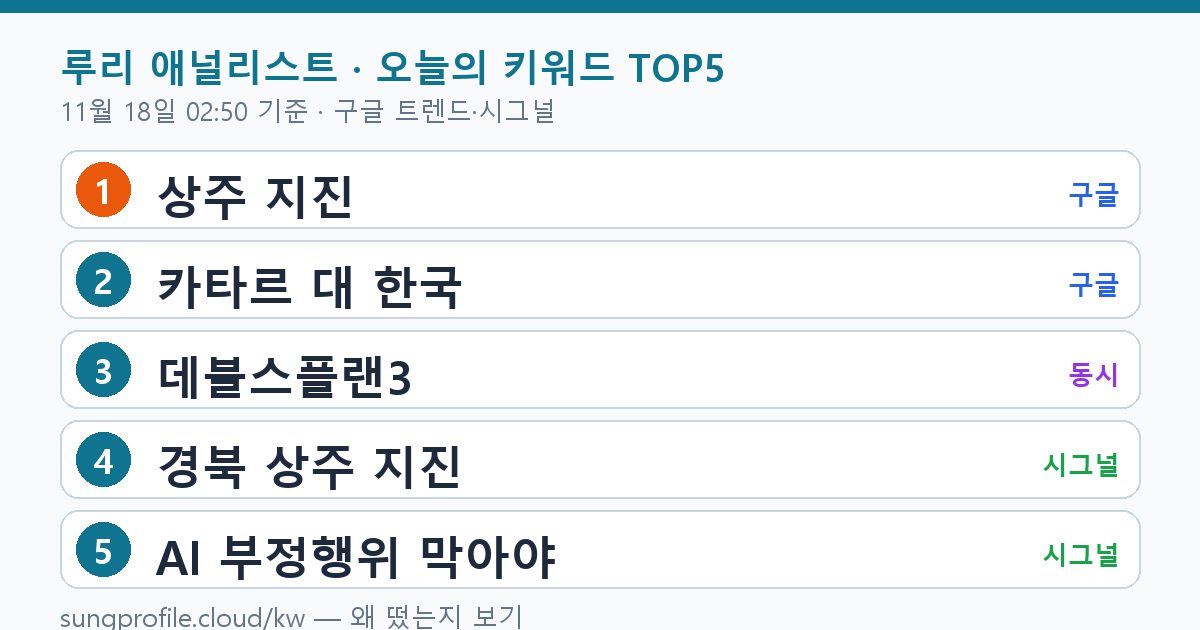 루리 애널리스트 · 오늘의 키워드 TOP5
11월 18일 02:50 기준 · 구글 트렌드·시그널
1 상주 지진 구글
2 카타르 대 한국 구글
3 데블스플랜3 동시
4 경북 상주 지진 시그널
5 AI 부정행위 막아야 시그널
sungprofile.cloud/kw — 왜 떴는지 보기